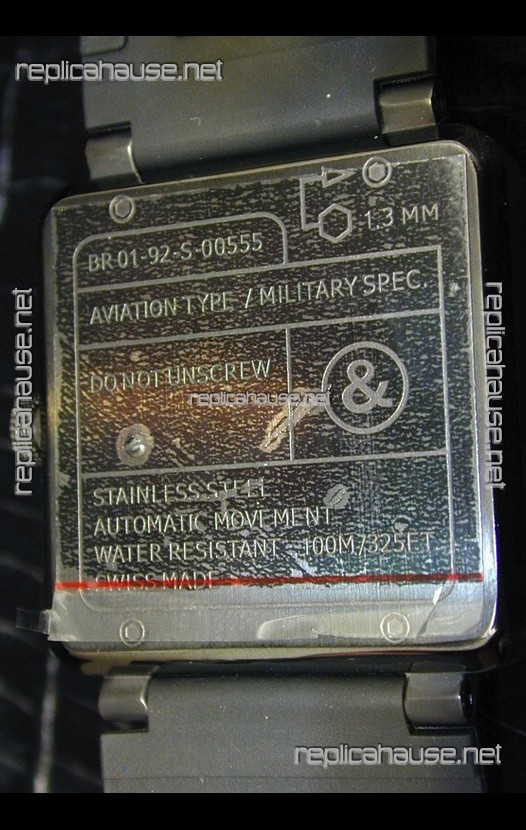 replicahause.net
1.3 MM
BR 01-92-S-00555
AVIATION TYPE / MILITARY SPEC.
replicahause.net
replicahause.net
DO NOT UNSCREW
replicahause.net
&
STAINLESS STEEL
AUTOMATIC MOVEMENT
WATER RESISTANT - 100M/325FT
SWISS MADE
replicahause.net